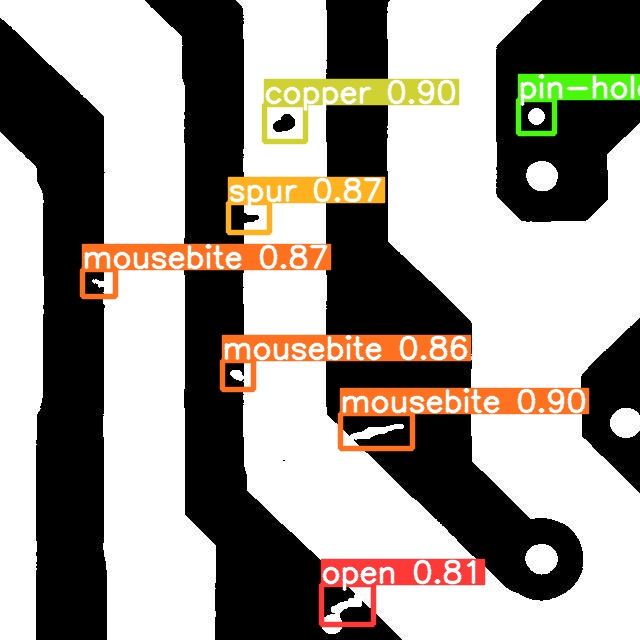 copper 0.90
pin-hol
spur 0.87
mousebite 0.87
mousebite 0.86
mousebite 0.90
open 0.81